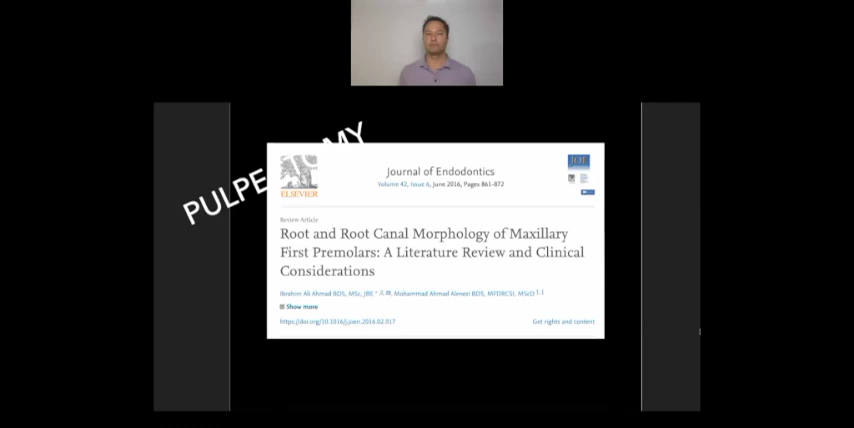 PULPE MY
ELSEVIER
Journal of Endodontics
Volume 42, Issue 6, June 2016, Pages 861-872
JOE
Review Article
Root and Root Canal Morphology of Maxillary
First Premolars: A Literature Review and Clinical
Considerations
Ibrahim Ali Ahmad BDS, MSc, JBE, Mohammad Ahmad Alenezi BDS, MFDRCSI, MScD
Show more
https://doi.org/10.1016/j.joen.2016.02.017
Get rights and content